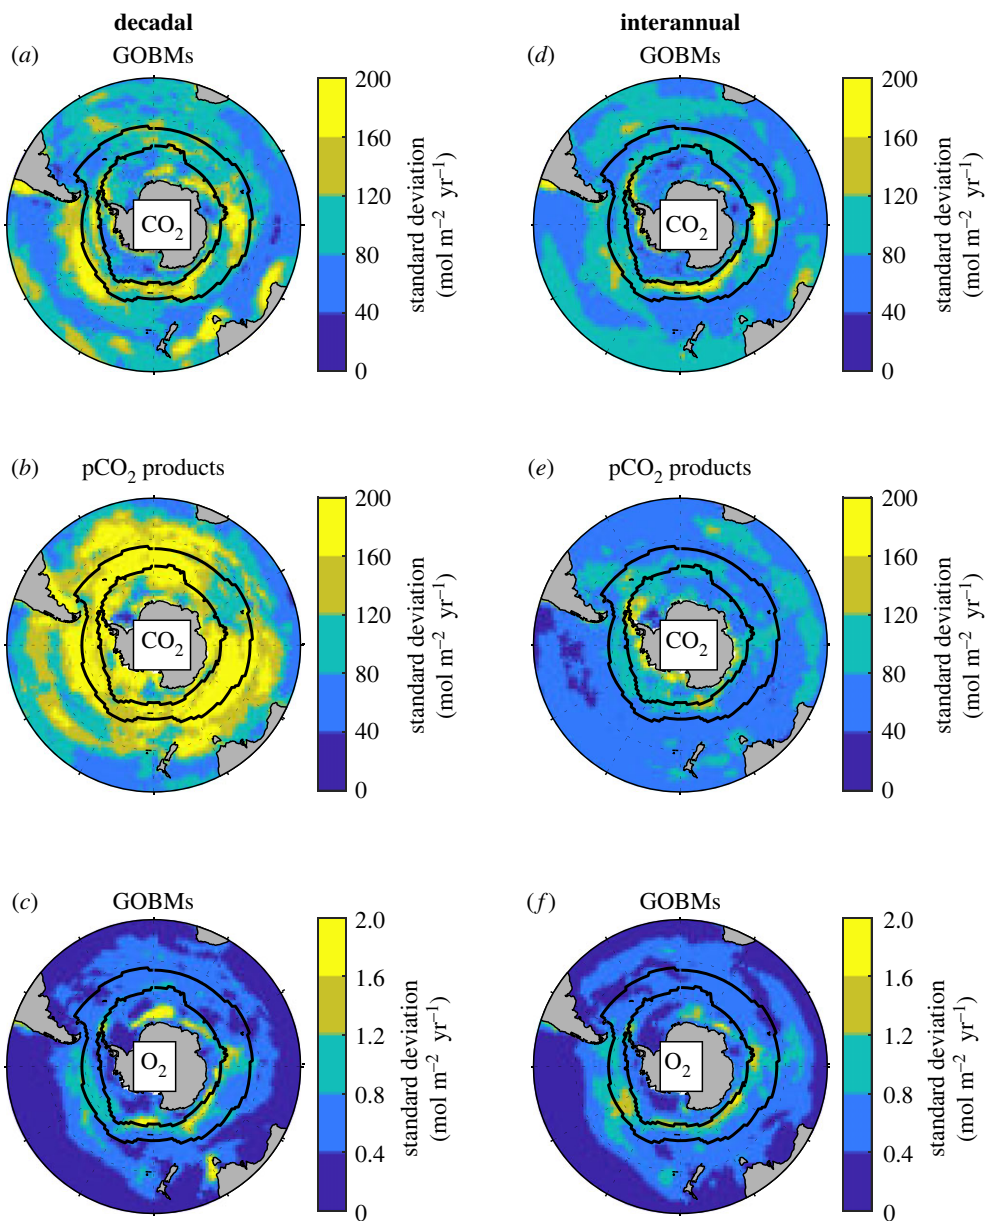 decadal
interannual
(a)
GOBMs
(d)
GOBMs
CO2
200
160
120
80
40
0
standard deviation
(mol m−2 yr−1)
CO2
200
160
120
80
40
0
standard deviation
(mol m−2 yr−1)
(b)
pCO2 products
(e)
pCO2 products
CO2
200
160
120
80
40
0
standard deviation
(mol m−2 yr−1)
CO2
200
160
120
80
40
0
standard deviation
(mol m−2 yr−1)
(c)
GOBMs
(f)
GOBMs
O2
2.0
1.6
1.2
0.8
0.4
0
standard deviation
(mol m−2 yr−1)
O2
2.0
1.6
1.2
0.8
0.4
0
standard deviation
(mol m−2 yr−1)